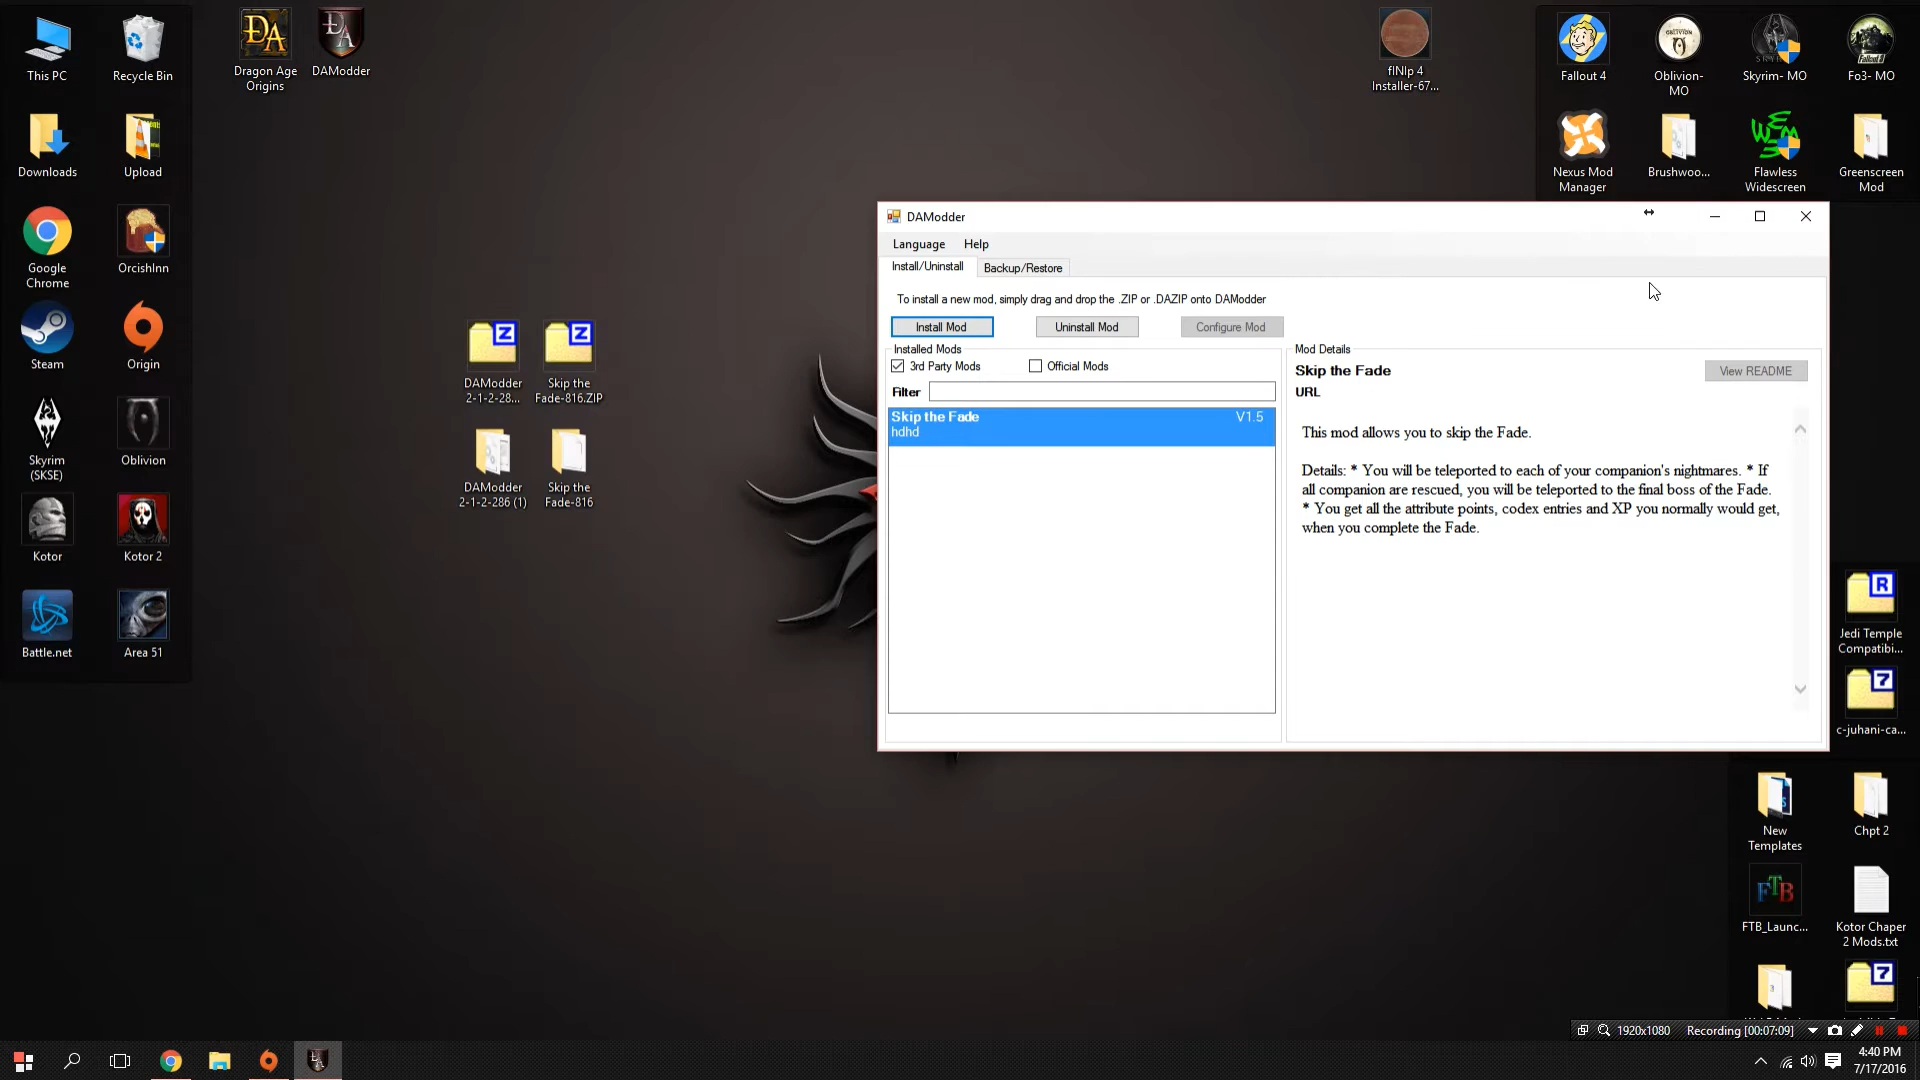 This PC
Recycle Bin
Dragon Age
Origins
DAModder
fINIp 4
Installer-67...
Fallout 4
Oblivion-
MO
Skyrim- MO
Fo3- MO
Downloads
Upload
Nexus Mod
Manager
Brushwoo...
Flawless
Widescreen
Greenscreen
Mod
Google
Chrome
OrcishInn
Steam
Origin
Skyrim
(SKSE)
Oblivion
Kotor
Kotor 2
Battle.net
Area 51
DAModder
2-1-2-28...
Skip the
Fade-816.ZIP
DAModder
2-1-2-286 (1)
Skip the
Fade-816
DAModder
Language Help
Install/Uninstall Backup/Restore
To install a new mod, simply drag and drop the .ZIP or .DAZIP onto DAModder
Install Mod Uninstall Mod Configure Mod
Installed Mods
3rd Party Mods Official Mods
Filter
Skip the Fade V1.5
hdhd
Mod Details
Skip the Fade
View README
URL
This mod allows you to skip the Fade.
Details: * You will be teleported to each of your companion's nightmares. * If
all companion are rescued, you will be teleported to the final boss of the Fade.
* You get all the attribute points, codex entries and XP you normally would get,
when you complete the Fade.
Jedi Temple
Compatibi...
c-juhani-ca...
New
Templates
Chpt 2
FTB
FTB_Launc...
Kotor Chaper
2 Mods.txt
1920x1080 Recording [00:07:09]
4:40 PM
7/17/2016